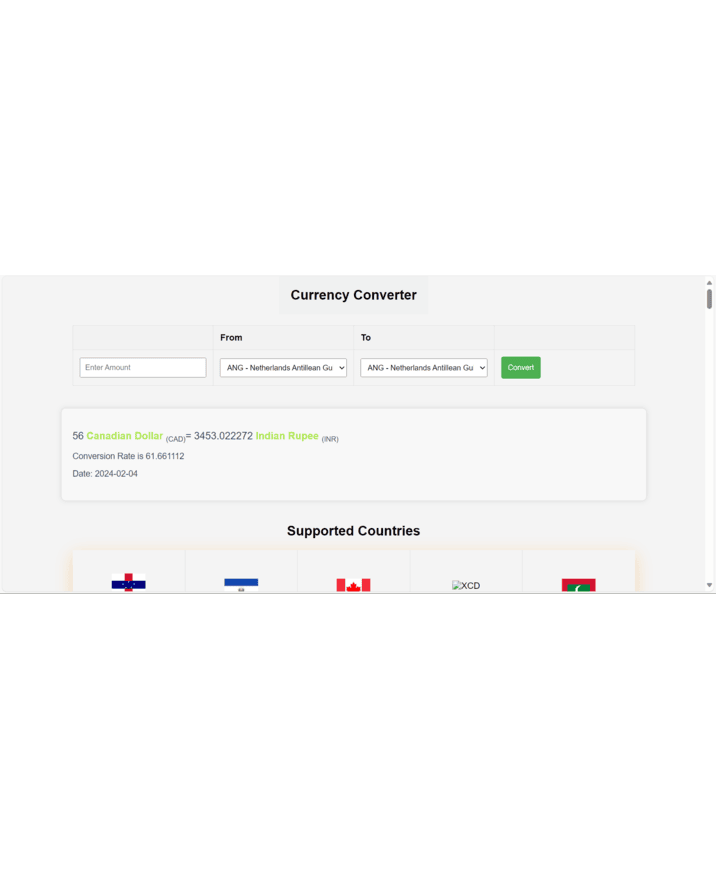 Currency Converter
From To
Enter Amount ANG - Netherlands Antillean Gu ANG - Netherlands Antillean Gu Convert
56 Canadian Dollar (CAD)= 3453.022272 Indian Rupee (INR)
Conversion Rate is 61.661112
Date: 2024-02-04
Supported Countries
XCD